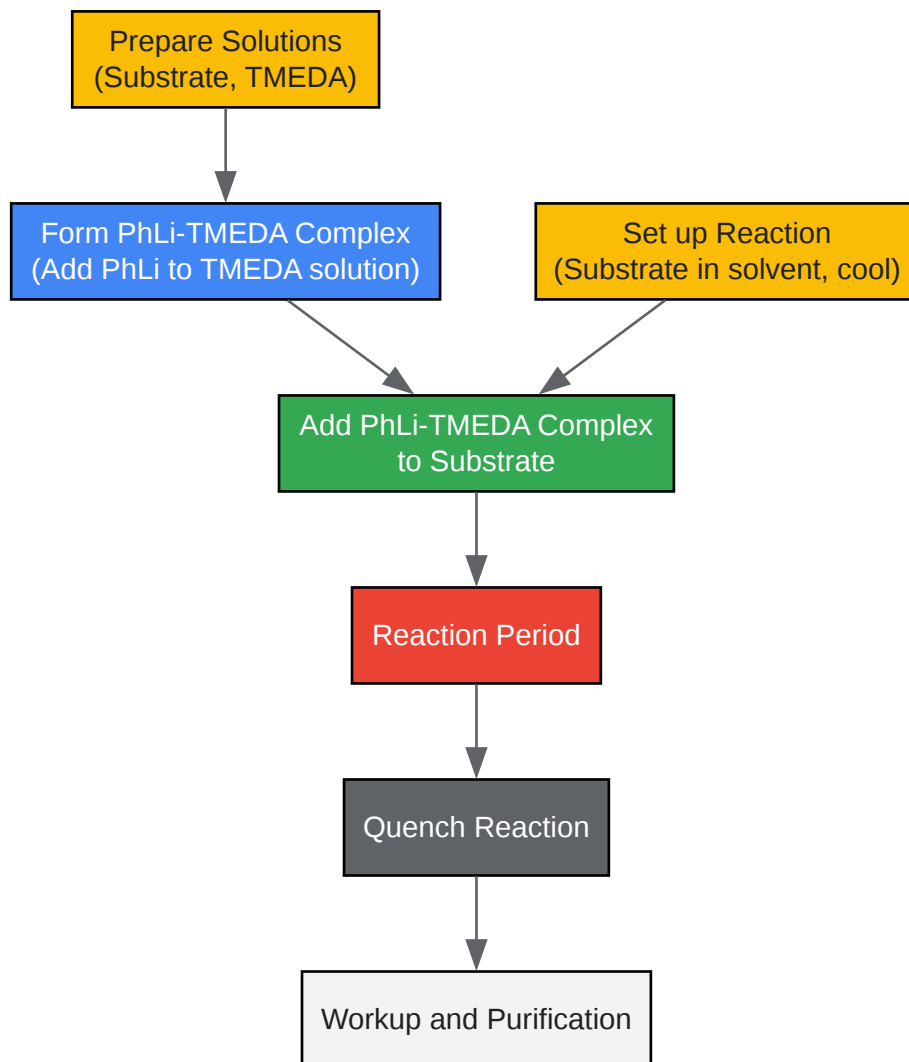 Prepare Solutions
(Substrate, TMEDA)
Form PhLi-TMEDA Complex
(Add PhLi to TMEDA solution)
Set up Reaction
(Substrate in solvent, cool)
Add PhLi-TMEDA Complex
to Substrate
Reaction Period
Quench Reaction
Workup and Purification